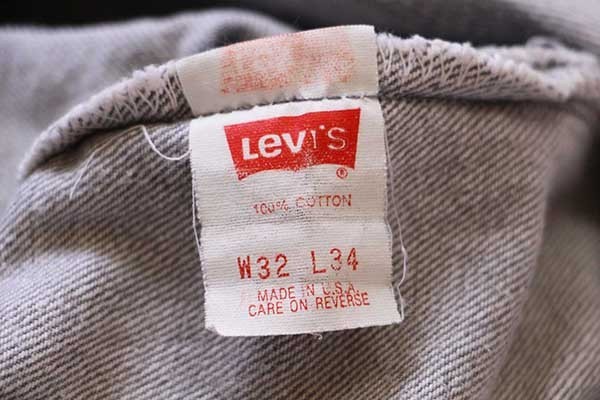 Levi's
®
100% COTTON
W32 L34
MADE IN U.S.A.
CARE ON REVERSE